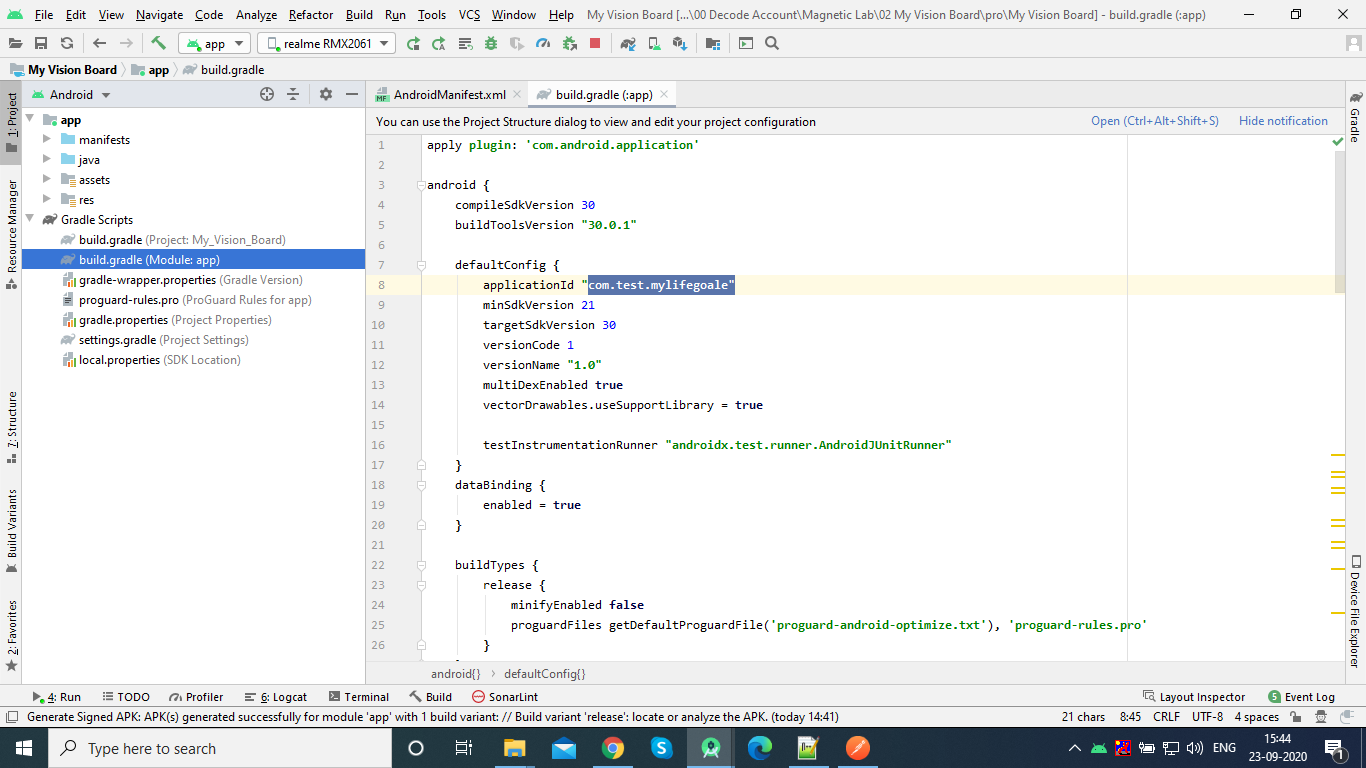 File Edit View Navigate Code Analyze Refactor Build Run Tools VCS Window Help My Vision Board [...\00 Decode Account\Magnetic Lab\02 My Vision Board\pro\My Vision Board] - build.gradle (:app)
app realme RMX2061
My Vision Board app build.gradle
Android
AndroidManifest.xml build.gradle (:app)
You can use the Project Structure dialog to view and edit your project configuration Open (Ctrl+Alt+Shift+S) Hide notification
1: Project
Resource Manager
7: Structure
Build Variants
2: Favorites
app
manifests
java
assets
res
Gradle Scripts
build.gradle (Project: My_Vision_Board)
build.gradle (Module: app)
gradle-wrapper.properties (Gradle Version)
proguard-rules.pro (ProGuard Rules for app)
gradle.properties (Project Properties)
settings.gradle (Project Settings)
local.properties (SDK Location)
1 apply plugin: 'com.android.application'
2
3 android {
4 compileSdkVersion 30
5 buildToolsVersion "30.0.1"
6
7 defaultConfig {
8 applicationId "com.test.mylifegoale"
9 minSdkVersion 21
10 targetSdkVersion 30
11 versionCode 1
12 versionName "1.0"
13 multiDexEnabled true
14 vectorDrawables.useSupportLibrary = true
15
16 testInstrumentationRunner "androidx.test.runner.AndroidJUnitRunner"
17 }
18 dataBinding {
19 enabled = true
20 }
21
22 buildTypes {
23 release {
24 minifyEnabled false
25 proguardFiles getDefaultProguardFile('proguard-android-optimize.txt'), 'proguard-rules.pro'
26 }
android{} defaultConfig{}
Gradle
Device File Explorer
4: Run TODO Profiler 6: Logcat Terminal Build SonarLint Layout Inspector 5 Event Log
Generate Signed APK: APK(s) generated successfully for module 'app' with 1 build variant: // Build variant 'release': locate or analyze the APK. (today 14:41) 21 chars 8:45 CRLF UTF-8 4 spaces
Type here to search ENG 15:44
23-09-2020 1